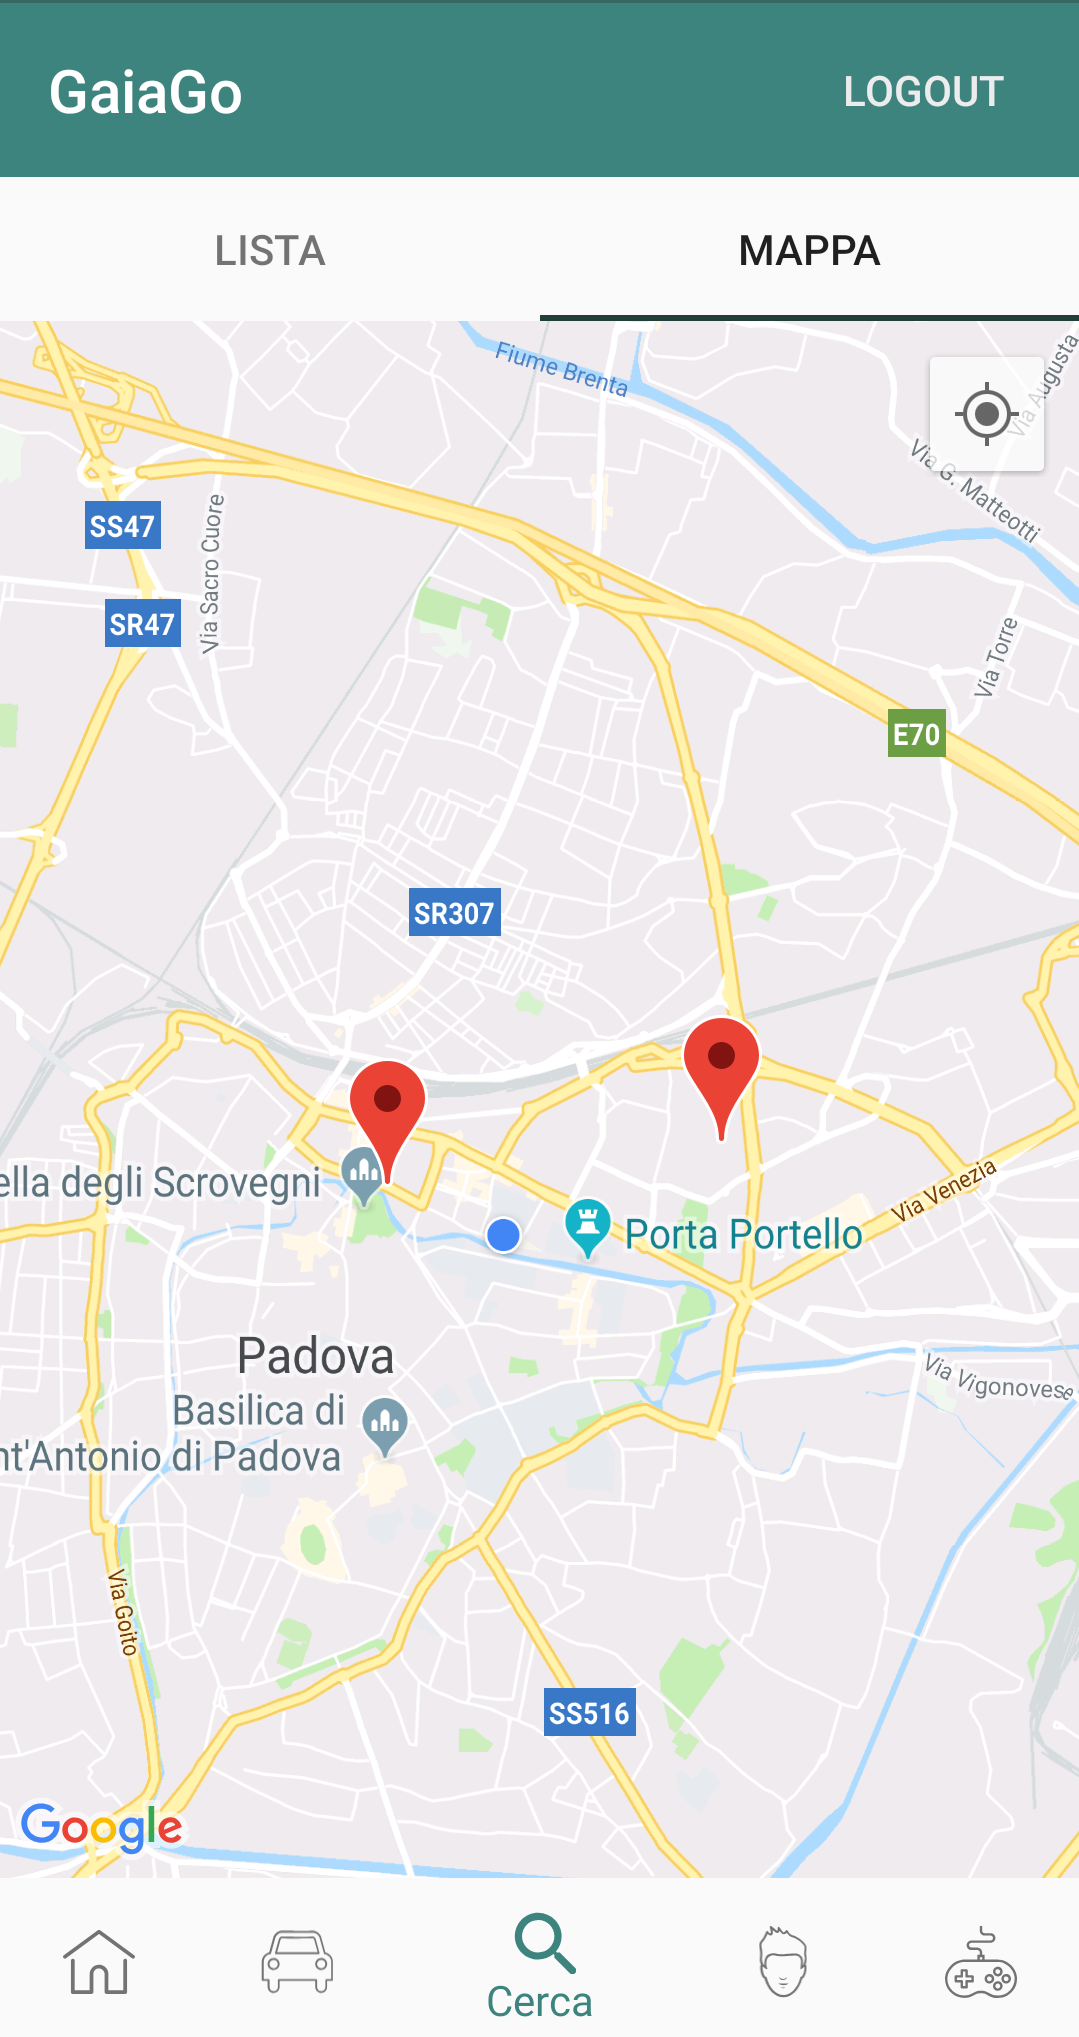 GaiaGo
LOGOUT
LISTA
MAPPA
Fiume Brenta
Via Augusta
Via G. Matteotti
SS47
Via Sacro Cuore
SR47
Via Torre
E70
SR307
ella degli Scrovegni
Via Venezia
Porta Portello
Padova
Via Vigonovese
Basilica di
nt'Antonio di Padova
Via Goito
SS516
Google
Cerca